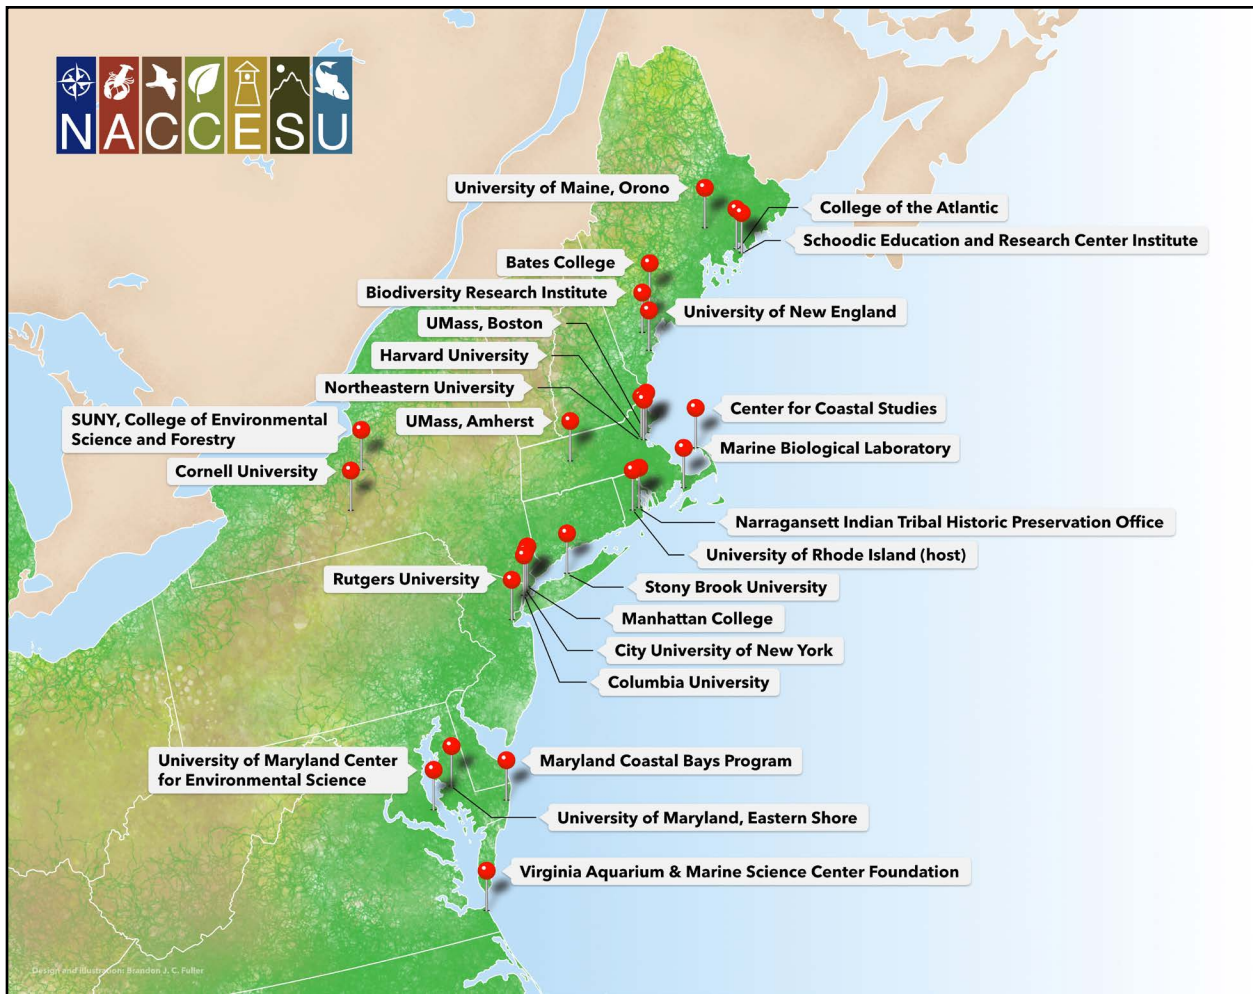 NACCESU
University of Maine, Orono
College of the Atlantic
Schoodic Education and Research Center Institute
Bates College
Biodiversity Research Institute
University of New England
UMass, Boston
Harvard University
Northeastern University
UMass, Amherst
Center for Coastal Studies
SUNY, College of Environmental
Science and Forestry
Marine Biological Laboratory
Cornell University
Narragansett Indian Tribal Historic Preservation Office
University of Rhode Island (host)
Rutgers University
Stony Brook University
Manhattan College
City University of New York
Columbia University
University of Maryland Center
for Environmental Science
Maryland Coastal Bays Program
University of Maryland, Eastern Shore
Virginia Aquarium & Marine Science Center Foundation
Design and Illustration: Brandon J. C. Fuller